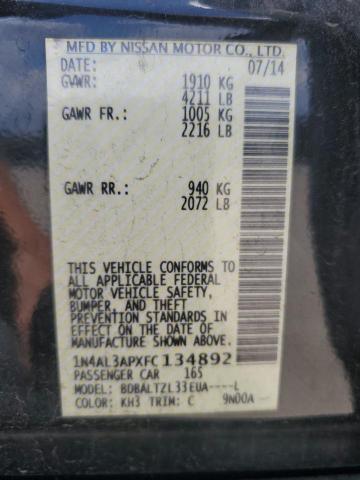 MFD BY NISSAN MOTOR CO., LTD.
DATE: 07/14
GVWR: 1910 KG
4211 LB
GAWR FR.: 1005 KG
2216 LB
GAWR RR.: 940 KG
2072 LB
THIS VEHICLE CONFORMS TO
ALL APPLICABLE FEDERAL
MOTOR VEHICLE SAFETY,
BUMPER, AND THEFT
PREVENTION STANDARDS
IN EFFECT ON THE DATE OF
MANUFACTURE SHOWN ABOVE.
1N4AL3APXFC134892
PASSENGER CAR 165
MODEL: BDBALTZL33EUA----L
COLOR: KH3 TRIM: C 9N00A